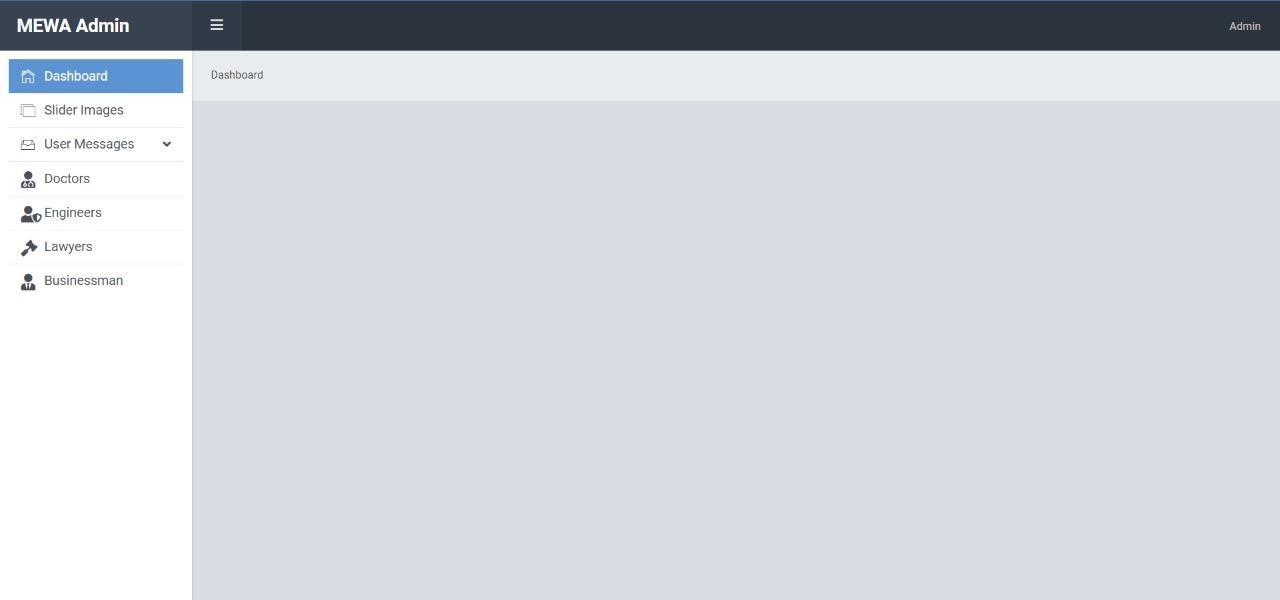 MEWA Admin
Admin
Dashboard
Slider Images
User Messages
Doctors
Engineers
Lawyers
Businessman
Dashboard